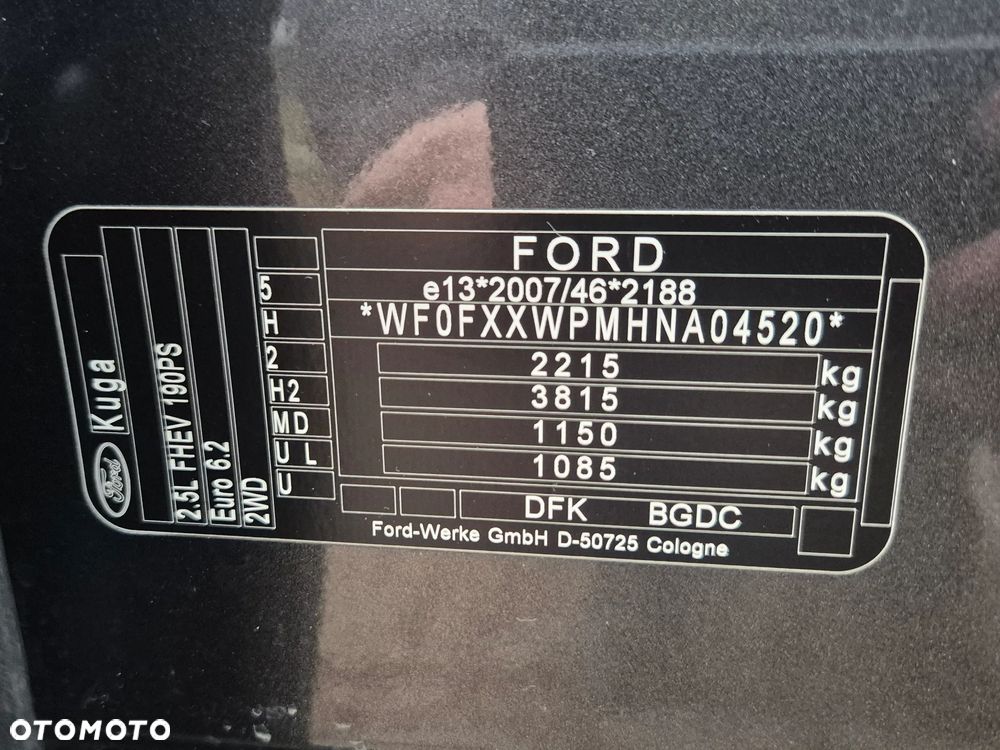 FORD
e13*2007/46*2188
*WF0FXXWPMHNA04520*
2215 kg
3815 kg
1150 kg
1085 kg
DFK BGDC
Ford-Werke GmbH D-50725 Cologne
5
H
2
H2
MD
U L
U
Ford
Kuga
2.5L FHEV 190PS
Euro 6.2
2WD
OTOMOTO